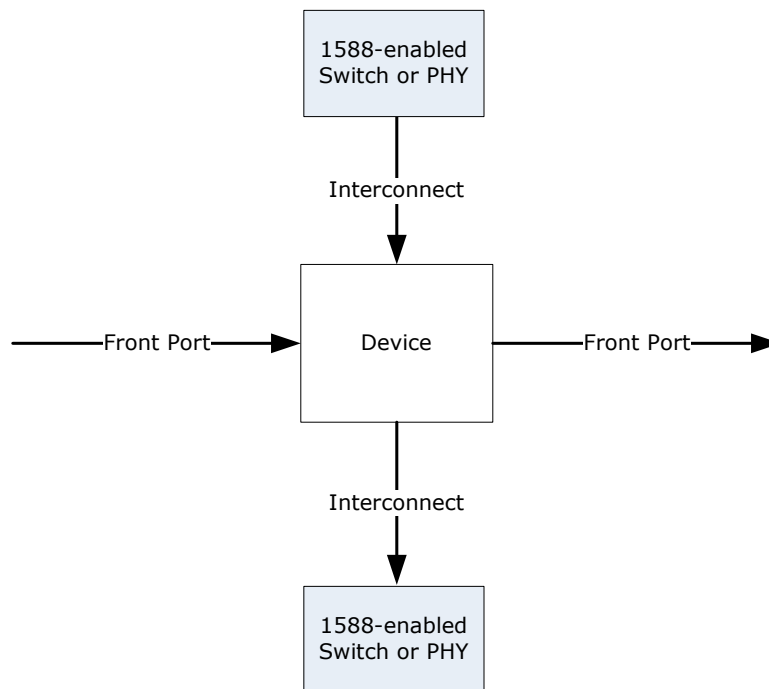 1588-enabled
Switch or PHY
Interconnect
Front Port
Device
Front Port
Interconnect
1588-enabled
Switch or PHY